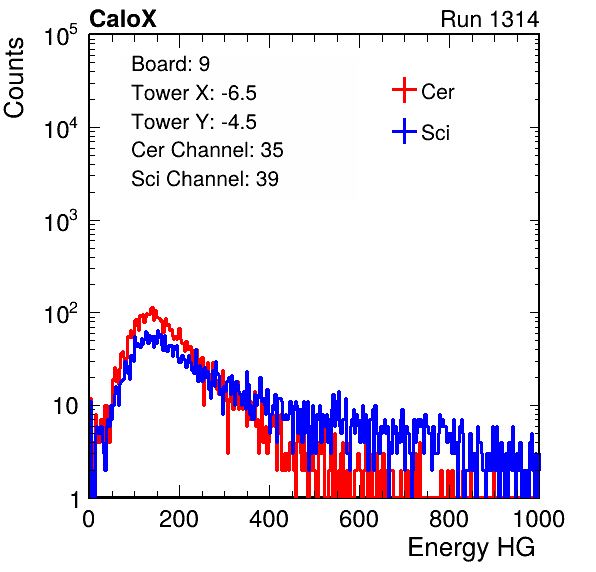 CaloX Run 1314
Counts
Board: 9
Tower X: -6.5
Tower Y: -4.5
Cer Channel: 35
Sci Channel: 39
Cer
Sci
10^5
10^4
10^3
10^2
10
1
0 200 400 600 800 1000
Energy HG